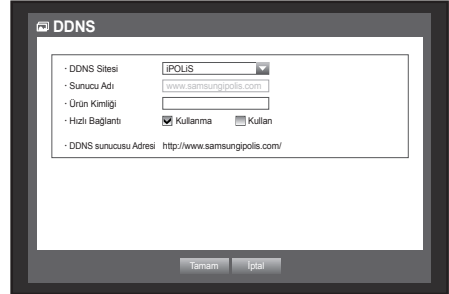 DDNS
· DDNS Sitesi iPOLiS
· Sunucu Adı www.samsungipolis.com
· Ürün Kimliği
· Hızlı Bağlantı Kullanma Kullan
· DDNS sunucusu Adresi http://www.samsungipolis.com/
Tamam İptal